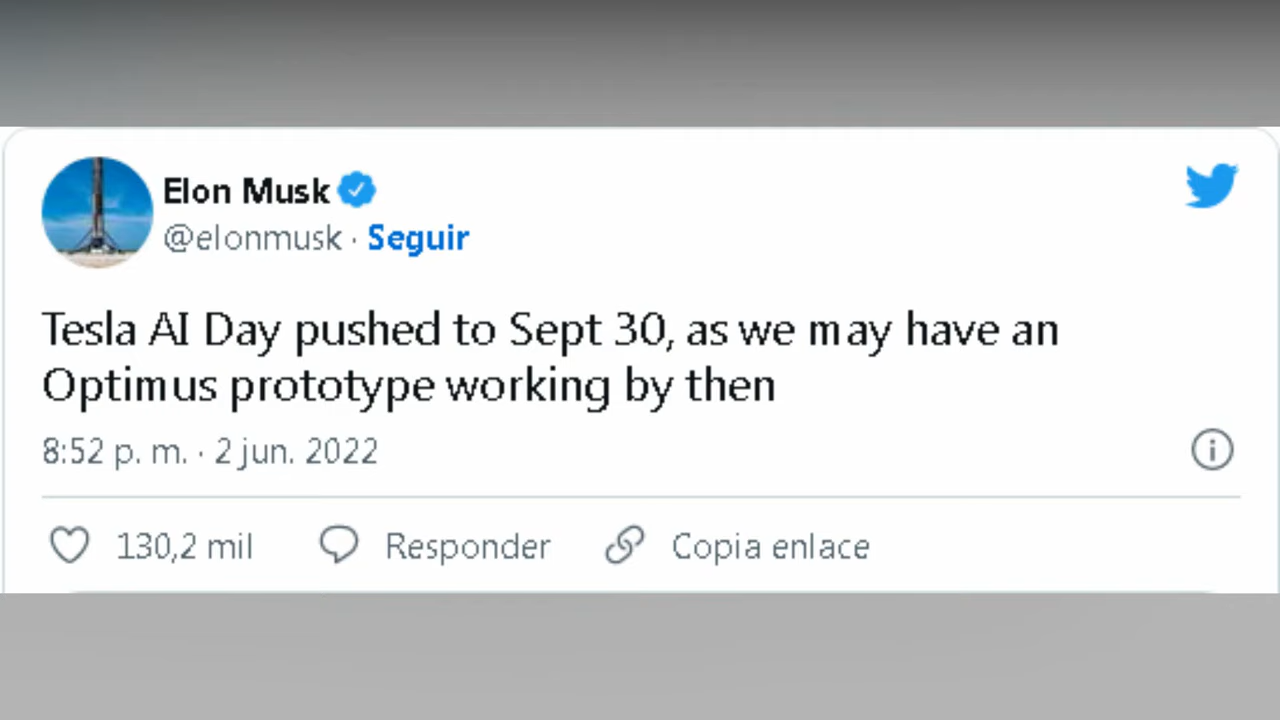 Elon Musk
@elonmusk · Seguir
Tesla AI Day pushed to Sept 30, as we may have an
Optimus prototype working by then
8:52 p. m. · 2 jun. 2022
130,2 mil Responder Copia enlace